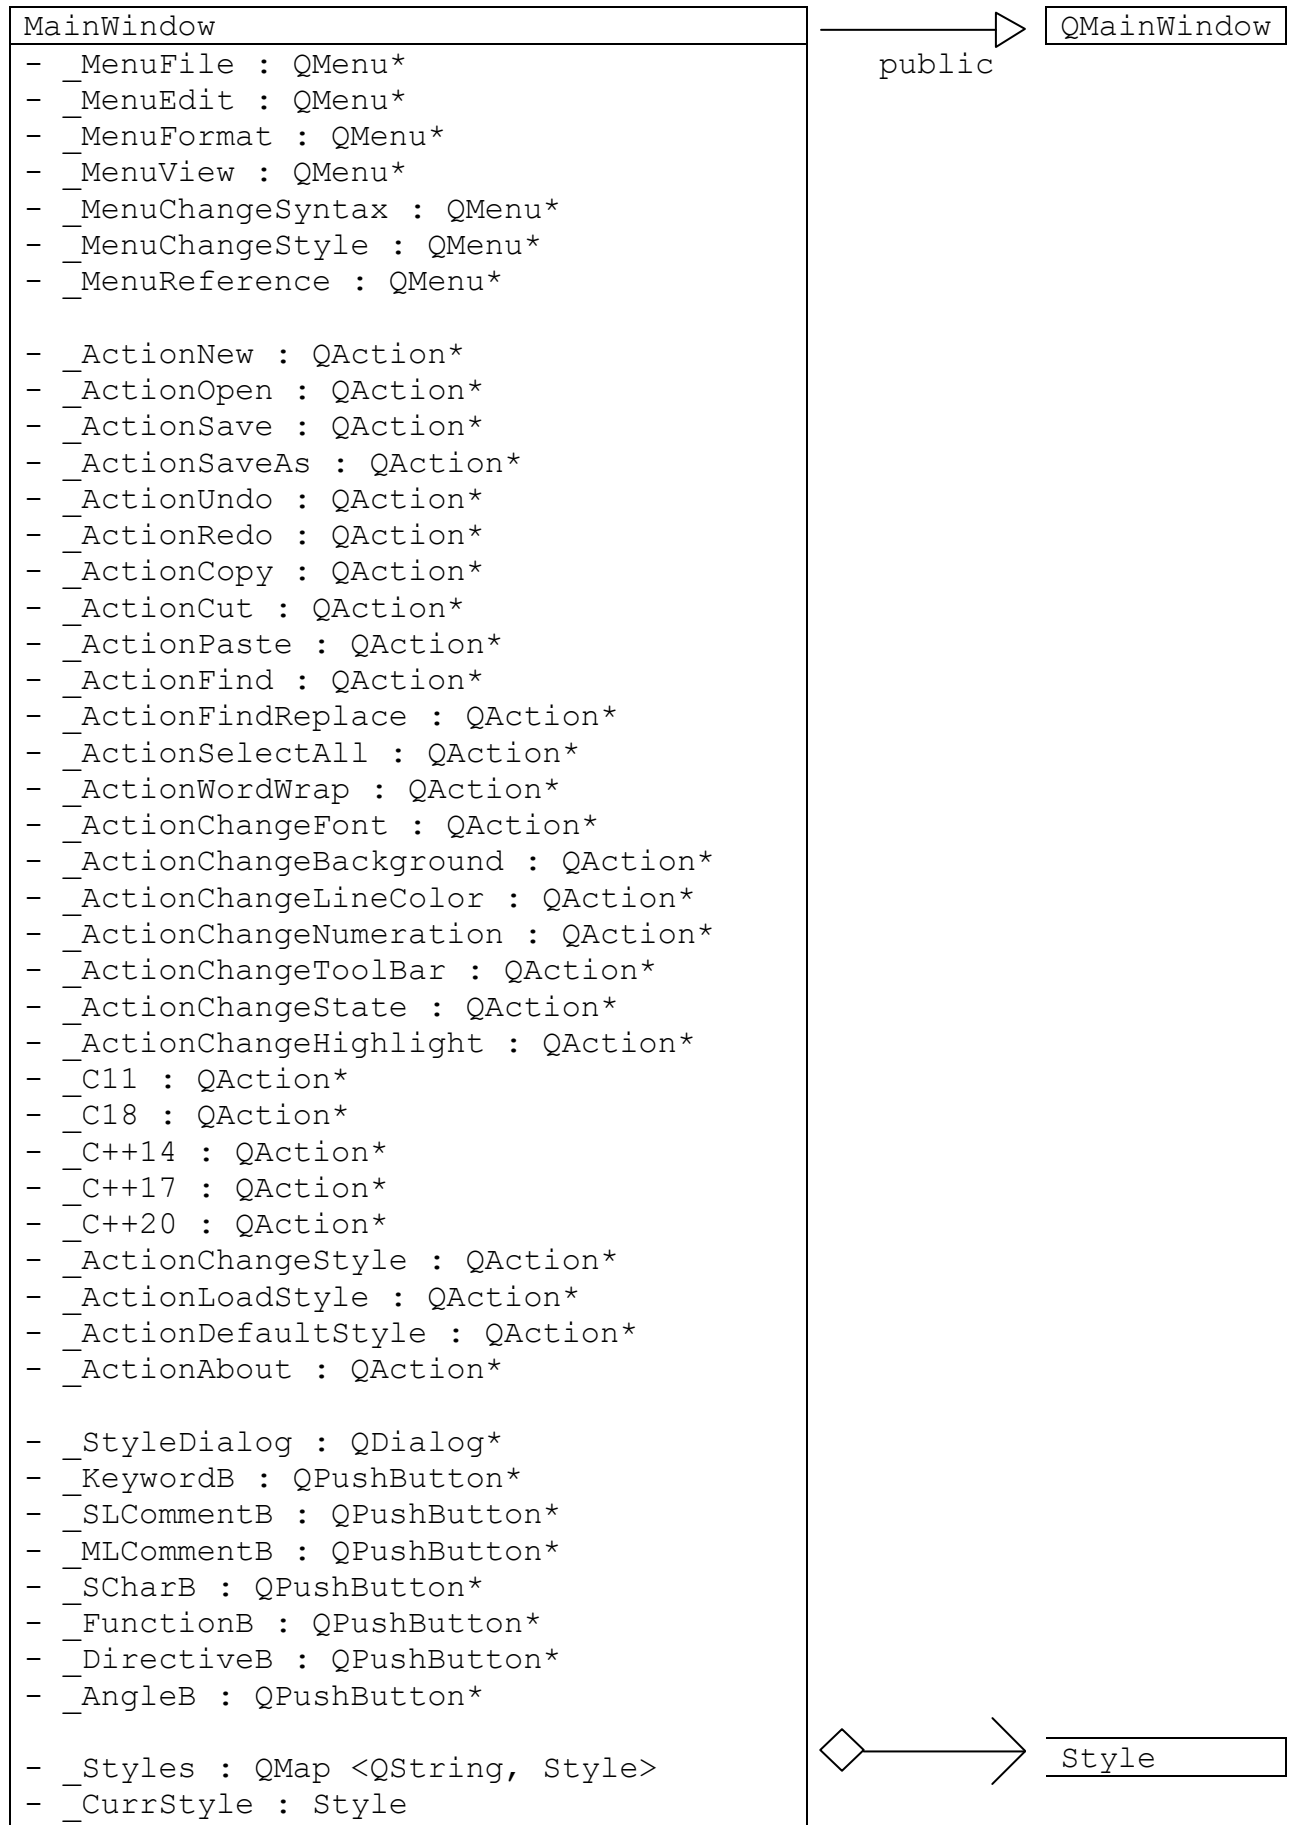 MainWindow
QMainWindow
public
- _MenuFile : QMenu*
- _MenuEdit : QMenu*
- _MenuFormat : QMenu*
- _MenuView : QMenu*
- _MenuChangeSyntax : QMenu*
- _MenuChangeStyle : QMenu*
- _MenuReference : QMenu*
- _ActionNew : QAction*
- _ActionOpen : QAction*
- _ActionSave : QAction*
- _ActionSaveAs : QAction*
- _ActionUndo : QAction*
- _ActionRedo : QAction*
- _ActionCopy : QAction*
- _ActionCut : QAction*
- _ActionPaste : QAction*
- _ActionFind : QAction*
- _ActionFindReplace : QAction*
- _ActionSelectAll : QAction*
- _ActionWordWrap : QAction*
- _ActionChangeFont : QAction*
- _ActionChangeBackground : QAction*
- _ActionChangeLineColor : QAction*
- _ActionChangeNumeration : QAction*
- _ActionChangeToolBar : QAction*
- _ActionChangeState : QAction*
- _ActionChangeHighlight : QAction*
- _C11 : QAction*
- _C18 : QAction*
- _C++14 : QAction*
- _C++17 : QAction*
- _C++20 : QAction*
- _ActionChangeStyle : QAction*
- _ActionLoadStyle : QAction*
- _ActionDefaultStyle : QAction*
- _ActionAbout : QAction*
- _StyleDialog : QDialog*
- _KeywordB : QPushButton*
- _SLCommentB : QPushButton*
- _MLCommentB : QPushButton*
- _SCharB : QPushButton*
- _FunctionB : QPushButton*
- _DirectiveB : QPushButton*
- _AngleB : QPushButton*
- _Styles : QMap <QString, Style>
- _CurrStyle : Style
Style